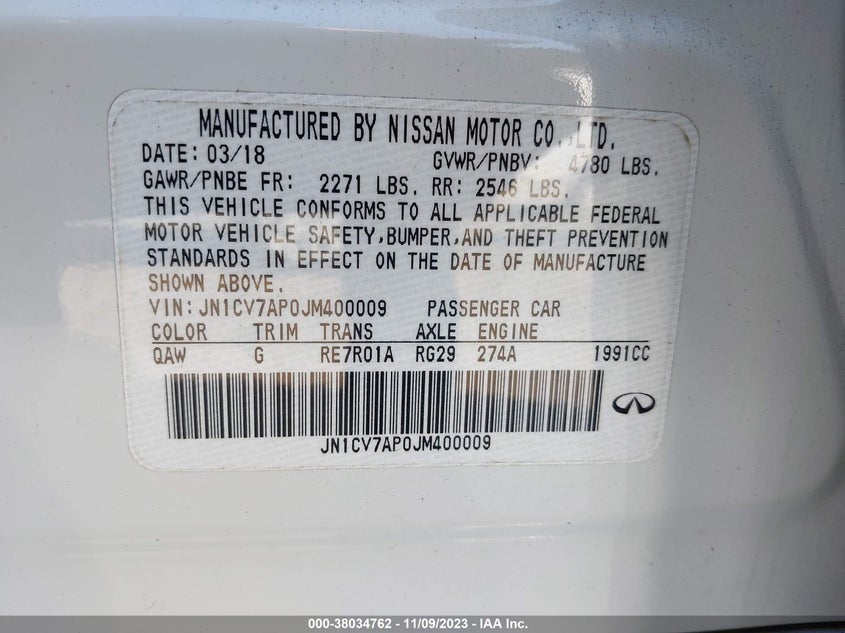 MANUFACTURED BY NISSAN MOTOR CO.,LTD.
DATE: 03/18 GVWR/PNBV: 4780 LBS.
GAWR/PNBE FR: 2271 LBS. RR: 2546 LBS.
THIS VEHICLE CONFORMS TO ALL APPLICABLE FEDERAL
MOTOR VEHICLE SAFETY,BUMPER,AND THEFT PREVENTION
STANDARDS IN EFFECT ON THE DATE OF MANUFACTURE
SHOWN ABOVE.
VIN:JN1CV7AP0JM400009 PASSENGER CAR
COLOR TRIM TRANS AXLE ENGINE
QAW G RE7R01A RG29 274A 1991CC
JN1CV7AP0JM400009
000-38034762 - 11/09/2023 - IAA Inc.